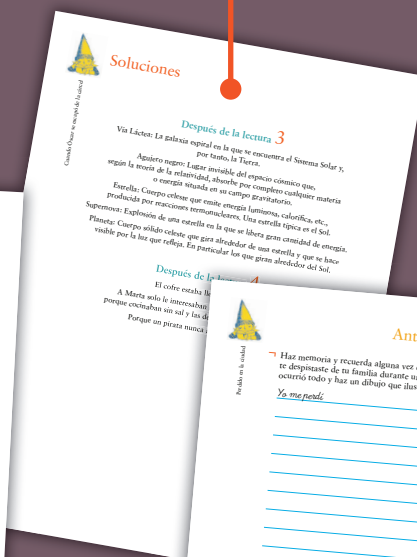 Soluciones
Cuando Óscar se escapó de la cárcel
Después de la lectura 3
Vía Láctea: La galaxia espiral en la que se encuentra el Sistema Solar y,
por tanto, la Tierra.
Agujero negro: Lugar invisible del espacio cósmico que,
según la teoría de la relatividad, absorbe por completo cualquier materia
o energía situada en su campo gravitatorio.
Estrella: Cuerpo celeste que emite energía luminosa, calorífica, etc.,
producida por reacciones termonucleares. Una estrella típica es el Sol.
Supernova: Explosión de una estrella en la que se libera gran cantidad de energía.
Planeta: Cuerpo sólido celeste que gira alrededor de una estrella y que se hace
visible por la luz que refleja. En particular los que giran alrededor del Sol.
Después de la
El cofre estaba
A Marta solo le interesaban
porque cocinaban sin sal y las
Porque un pirata nunca
Perdido en la ciudad
Ant
Haz memoria y recuerda alguna vez
te despistaste de tu familia durante
ocurrió todo y haz un dibujo que
Yo me perdí